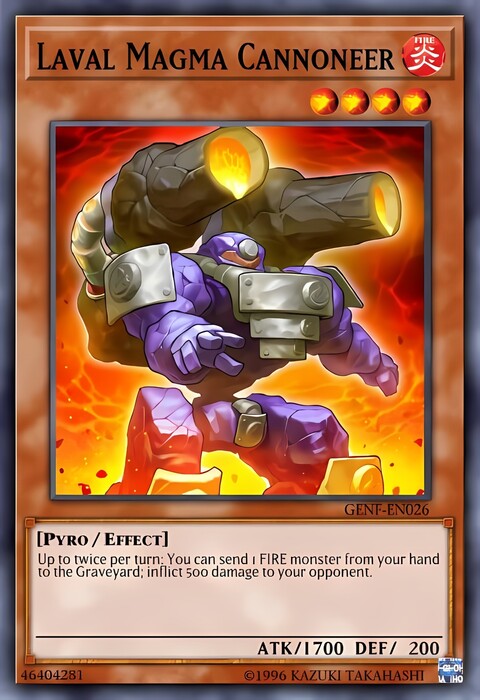 LAVAL MAGMA CANNONEER
FIRE
炎
GENF-EN026
[PYRO / EFFECT]
Up to twice per turn: You can send 1 FIRE monster from your hand
to the Graveyard; inflict 500 damage to your opponent.
ATK/1700 DEF/ 200
46404281
©1996 KAZUKI TAKAHASHI